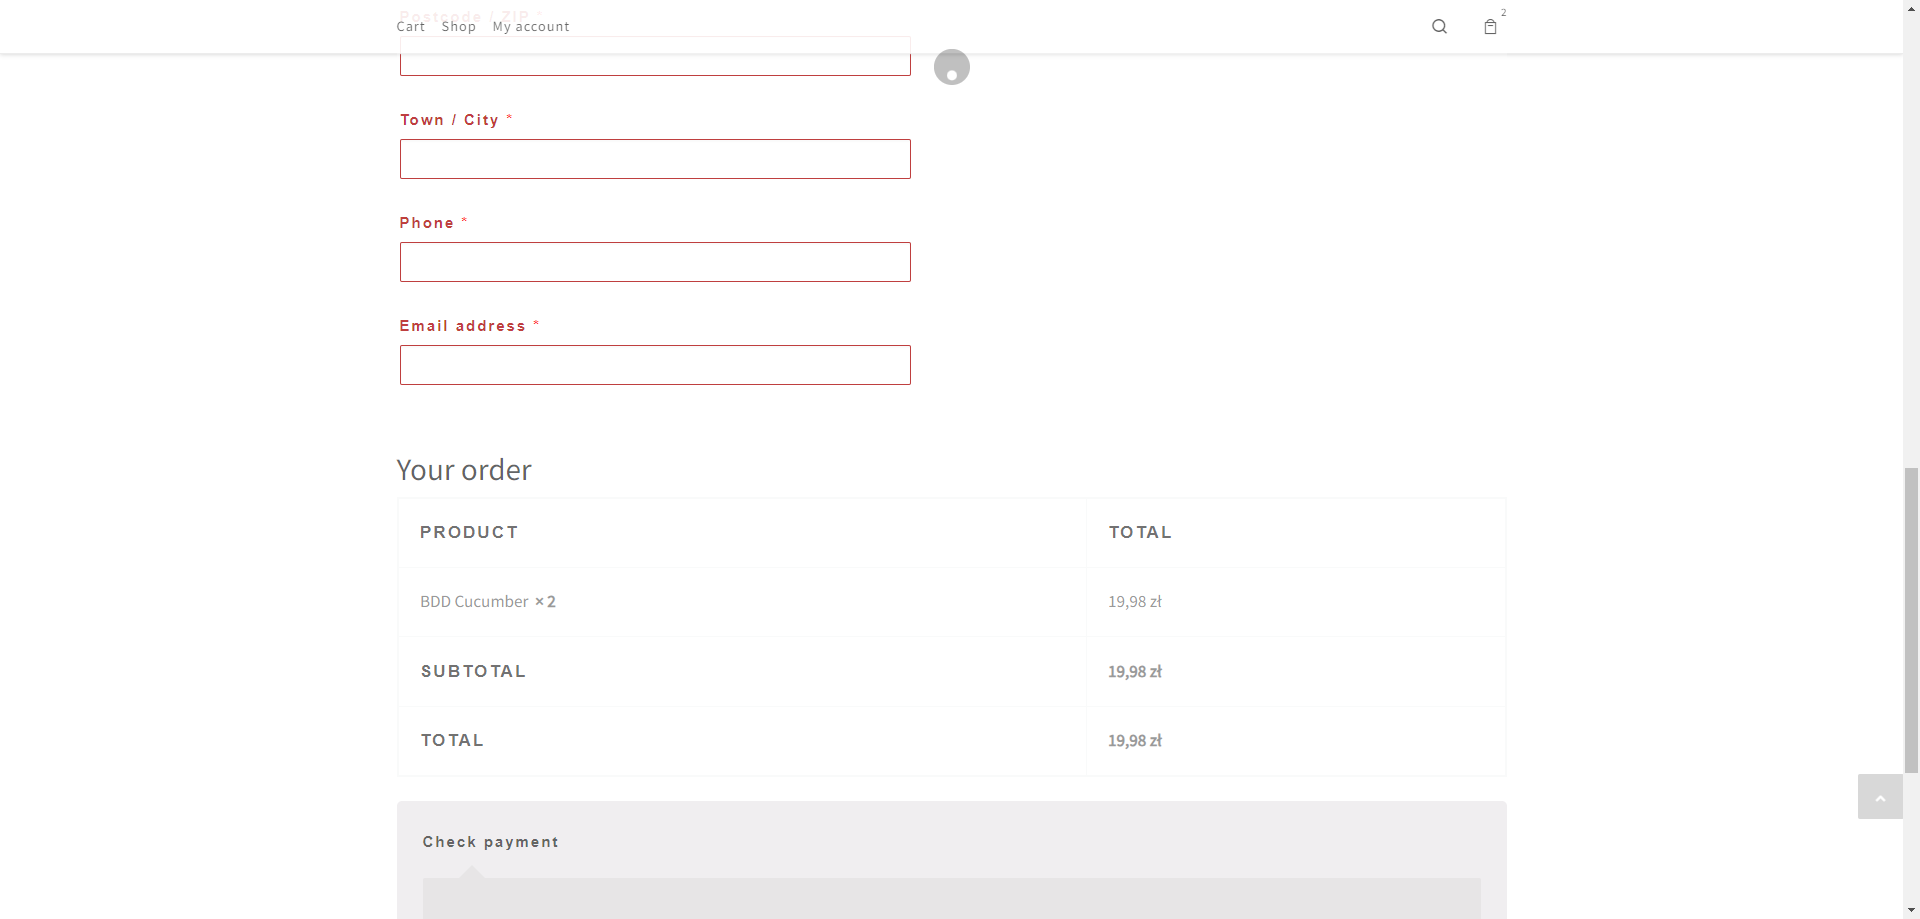 Postcode / ZIP *
Cart Shop My account
2
Town / City *
Phone *
Email address *
Your order
PRODUCT TOTAL
BDD Cucumber × 2 19,98 zł
SUBTOTAL 19,98 zł
TOTAL 19,98 zł
Check payment